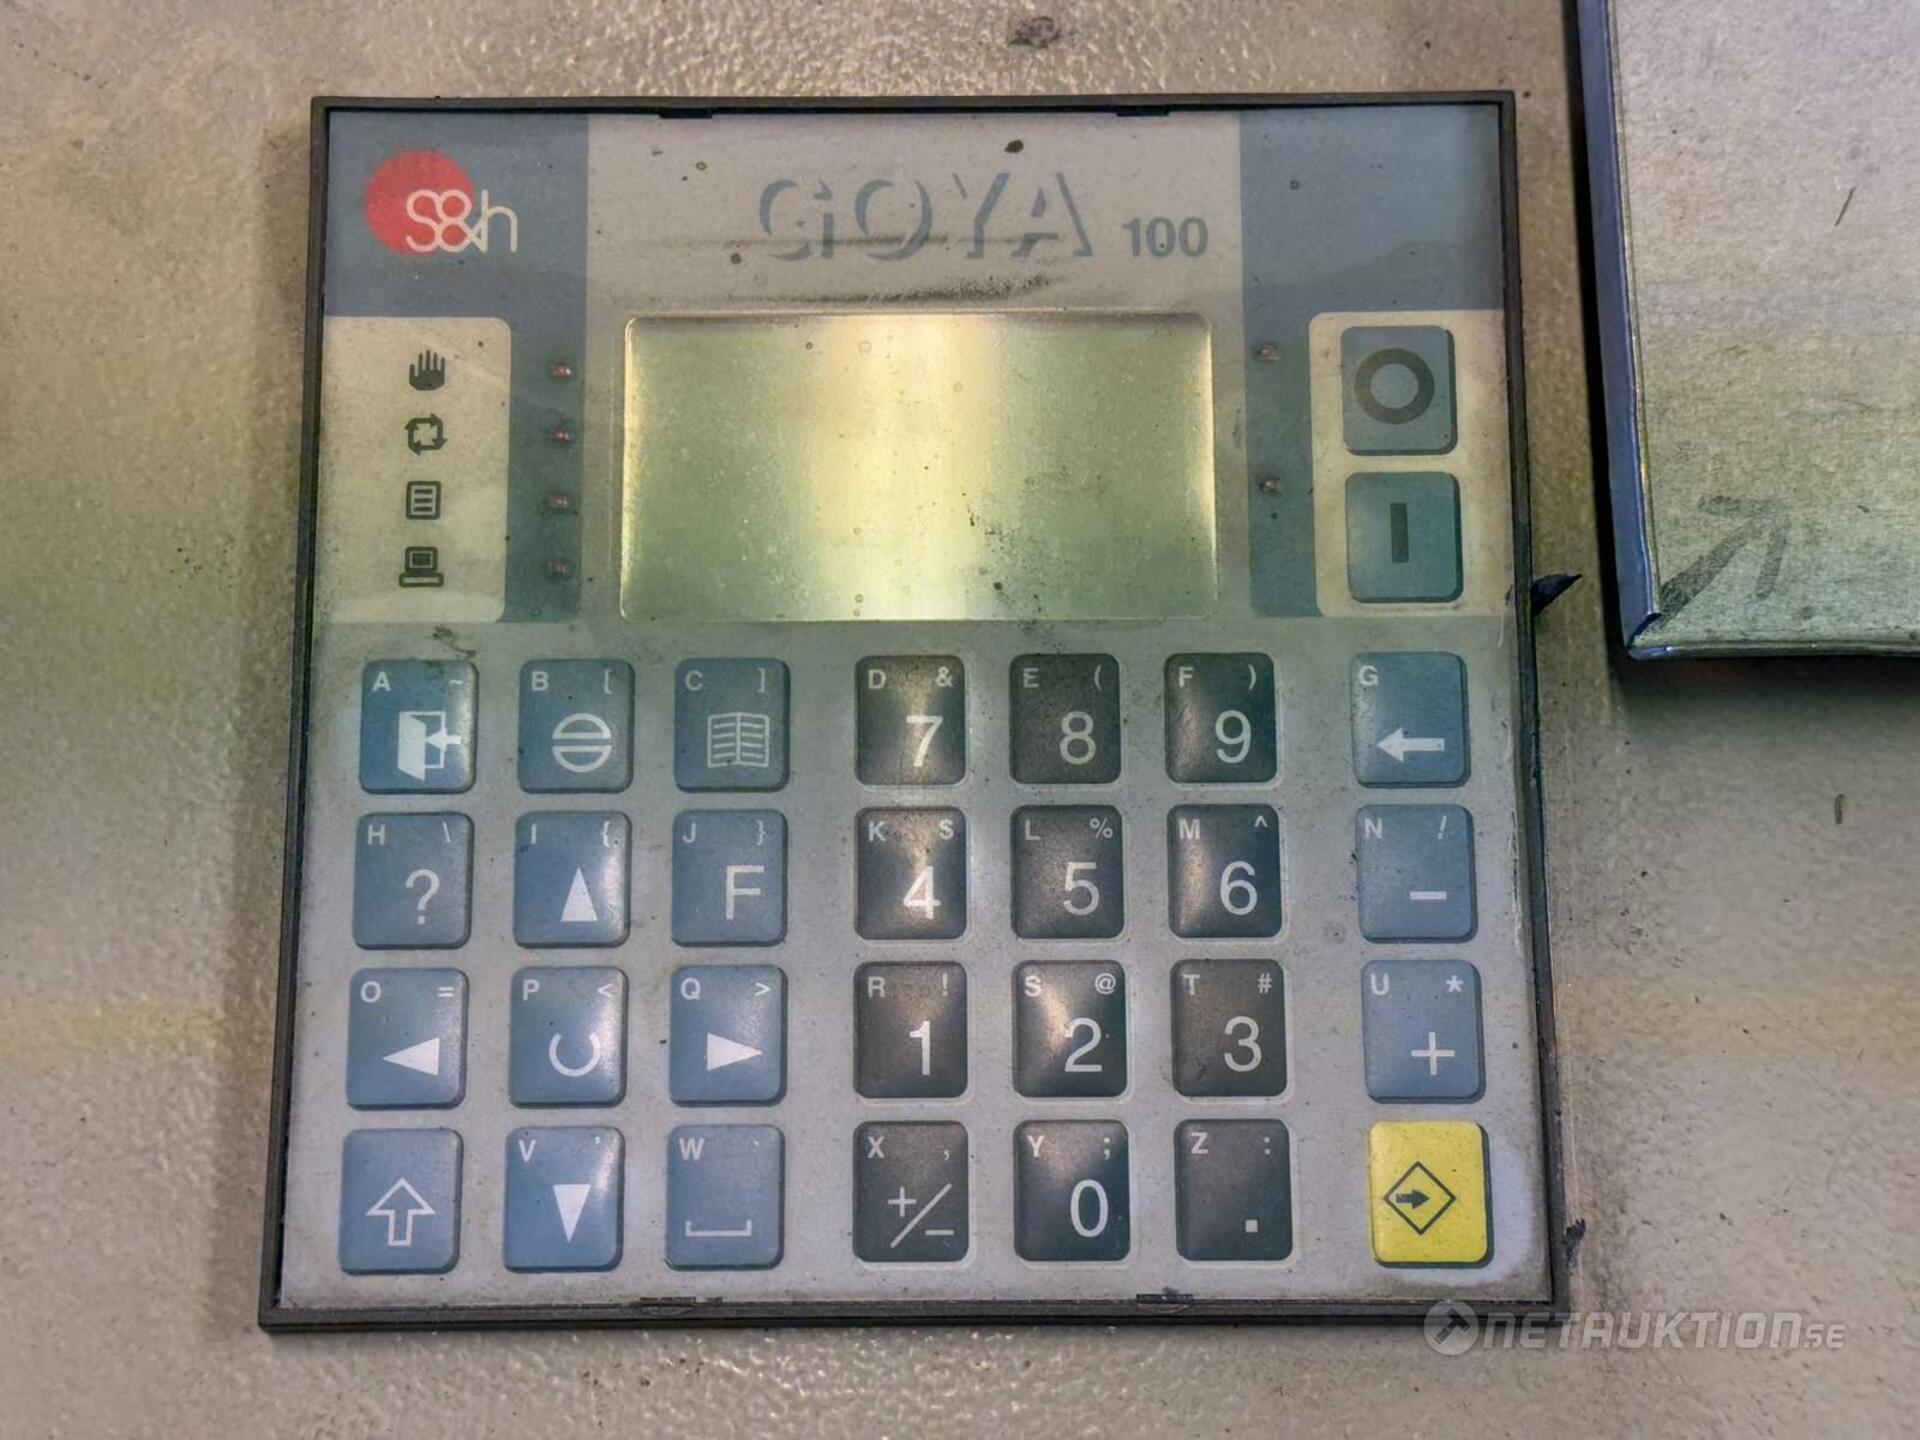 S&h
GOYA 100
A ~ B [ C ] D & 7 E ( 8 F ) 9 G
H \ ? I { J } F K $ 4 L % 5 M ^ 6 N ! −
O = P < Q > R ! 1 S @ 2 T # 3 U * +
V ' W X , +/− Y ; 0 Z : .
NETAUKTION.SE